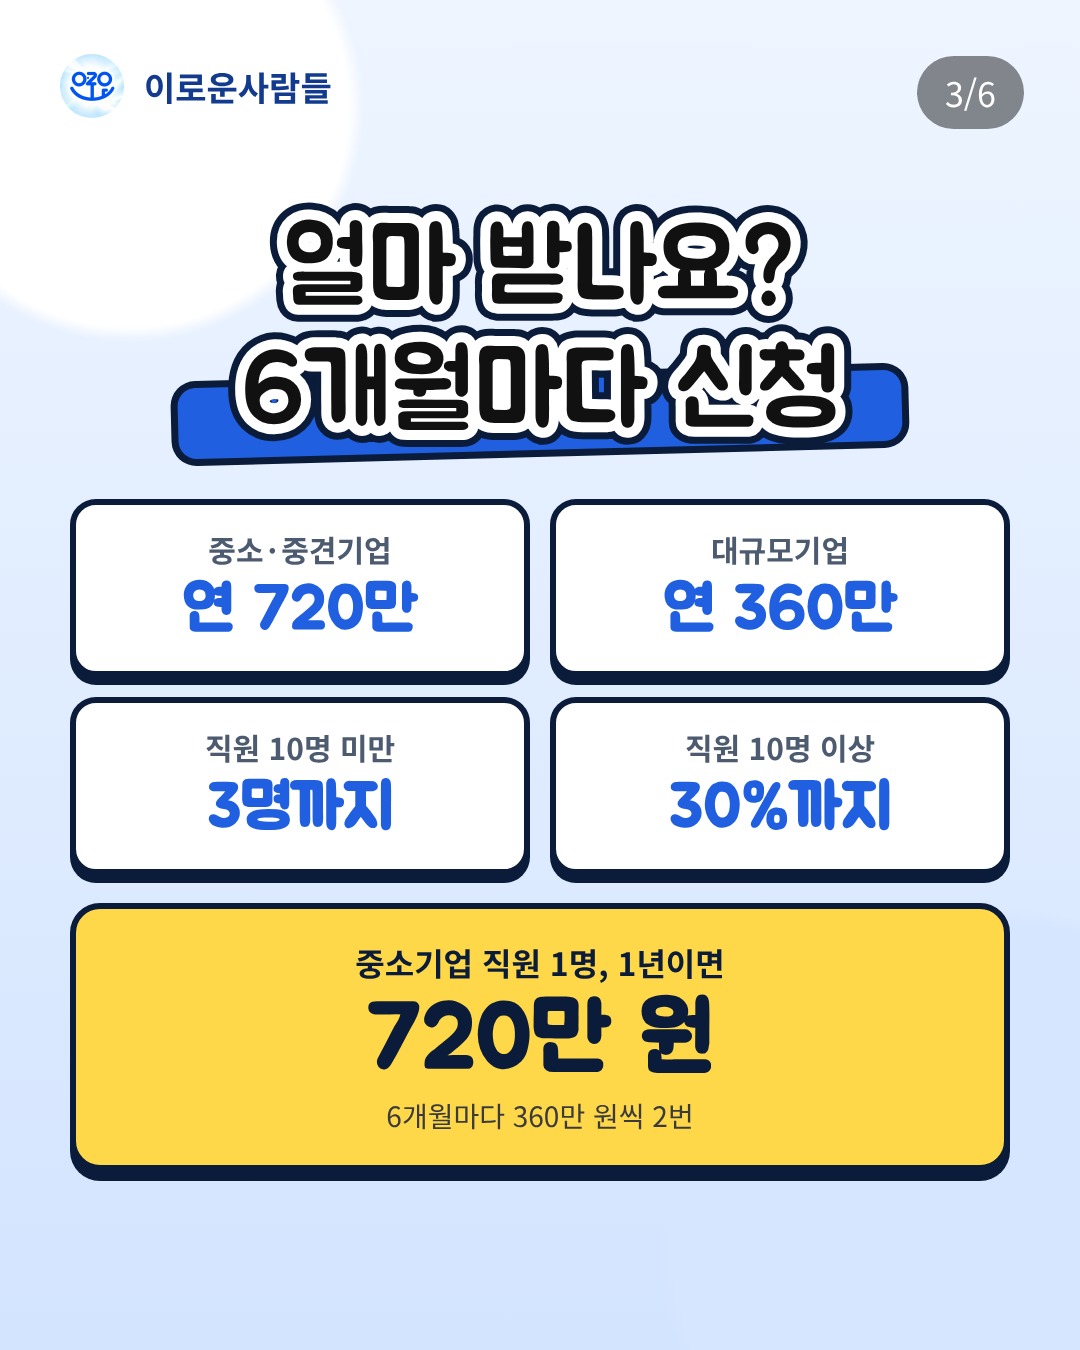 이로운사람들
3/6
얼마 받나요?
6개월마다 신청
중소·중견기업
연 720만
대규모기업
연 360만
직원 10명 미만
3명까지
직원 10명 이상
30%까지
중소기업 직원 1명, 1년이면
720만 원
6개월마다 360만 원씩 2번